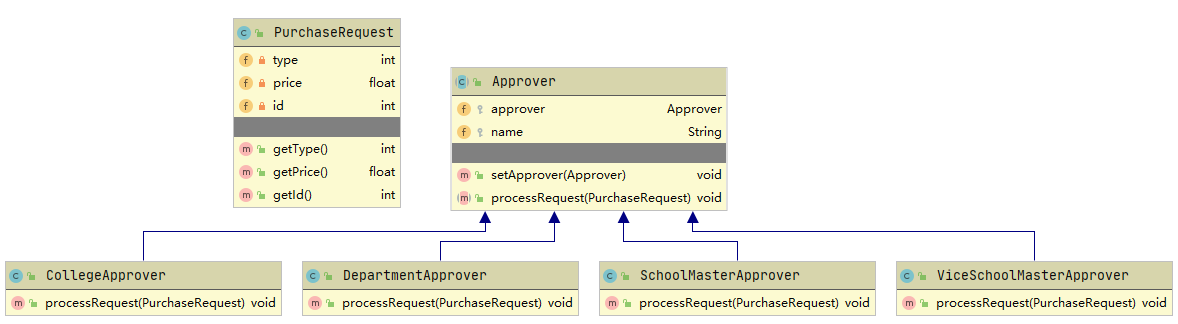 PurchaseRequest
type int
price float
id int
getType() int
getPrice() float
getId() int
Approver
approver Approver
name String
setApprover(Approver) void
processRequest(PurchaseRequest) void
CollegeApprover
processRequest(PurchaseRequest) void
DepartmentApprover
processRequest(PurchaseRequest) void
SchoolMasterApprover
processRequest(PurchaseRequest) void
ViceSchoolMasterApprover
processRequest(PurchaseRequest) void